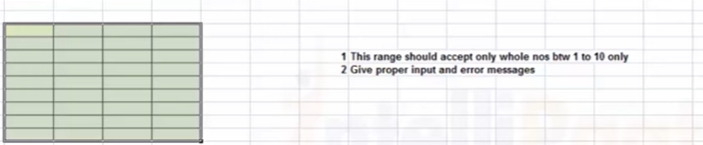 1 This range should accept only whole nos btw 1 to 10 only
2 Give proper input and error messages